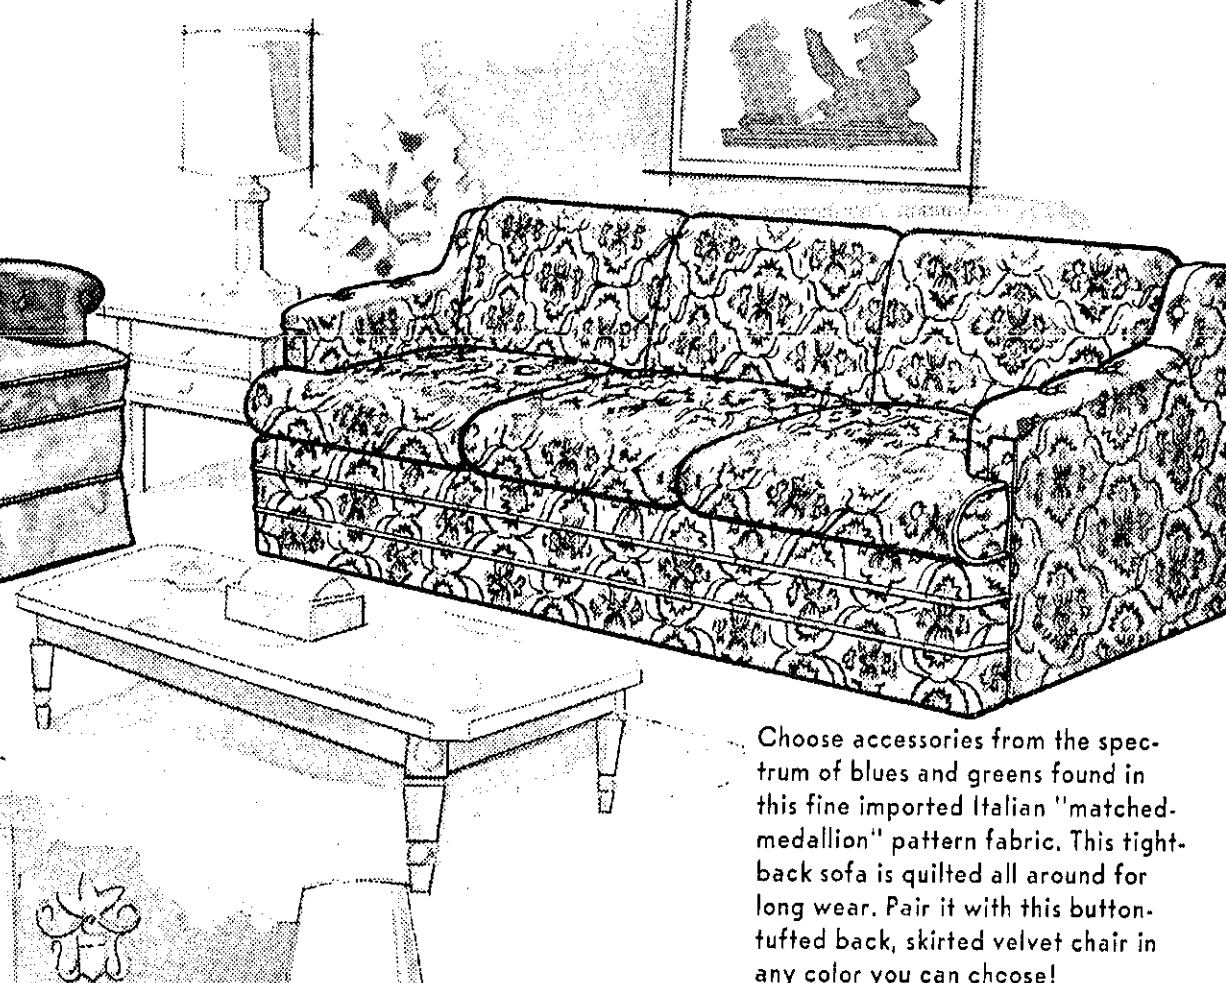 Choose accessories from the spec-
trum of blues and greens found in
this fine imported Italian "matched-
medallion" pattern fabric. This tight-
back sofa is quilted all around for
long wear. Pair it with this button-
tufted back, skirted velvet chair in
any color you can choose!